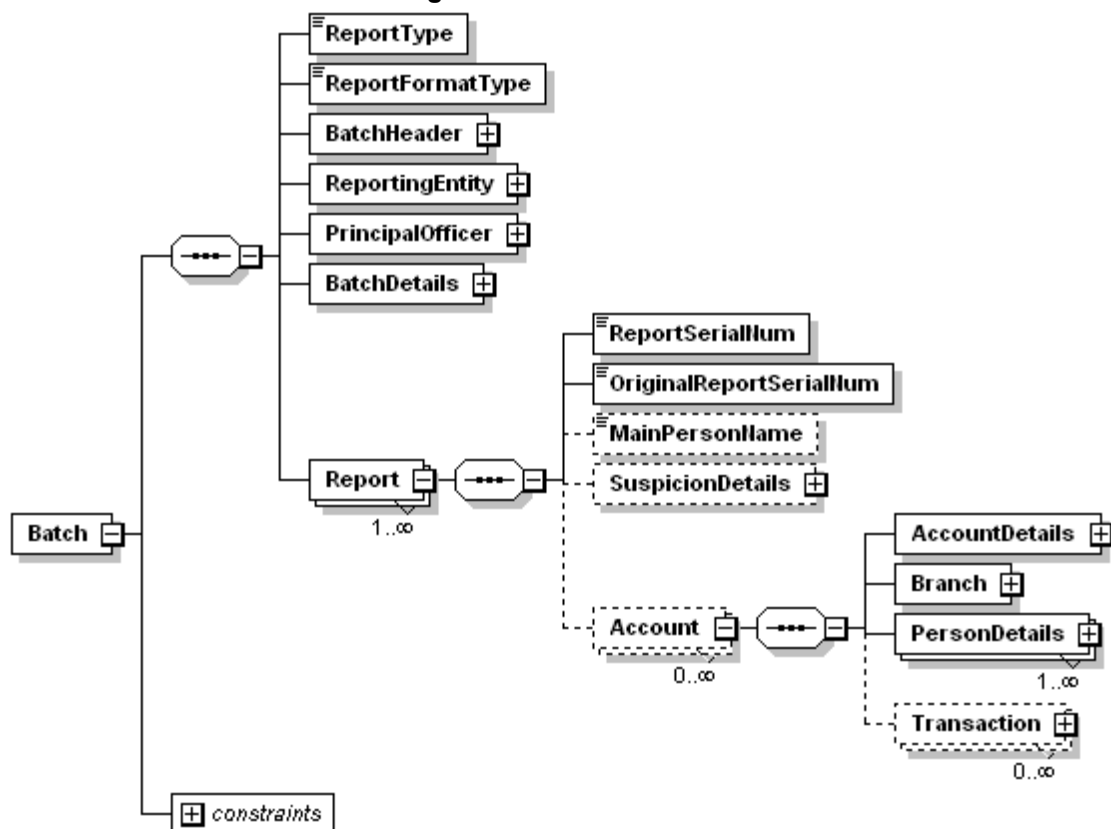 ReportType
ReportFormatType
BatchHeader
ReportingEntity
PrincipalOfficer
BatchDetails
ReportSerialNum
OriginalReportSerialNum
MainPersonName
SuspicionDetails
Report
1..∞
Batch
AccountDetails
Branch
Account
0..∞
PersonDetails
1..∞
Transaction
0..∞
constraints